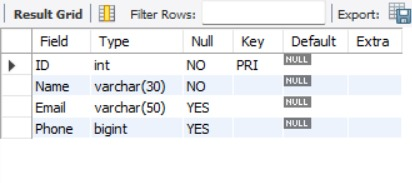 Result Grid Filter Rows: Export:
Field Type Null Key Default Extra
ID int NO PRI NULL
Name varchar(30) NO NULL
Email varchar(50) YES NULL
Phone bigint YES NULL